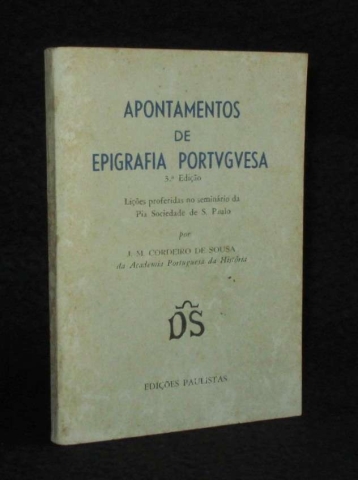 APONTAMENTOS
DE
EPIGRAFIA PORTVGVESA
3.ª Edição
Lições proferidas no seminário da
Pia Sociedade de S. Paulo
por
J. M. CORDEIRO DE SOUSA
da Academia Portuguesa da História
DS
EDIÇÕES PAULISTAS